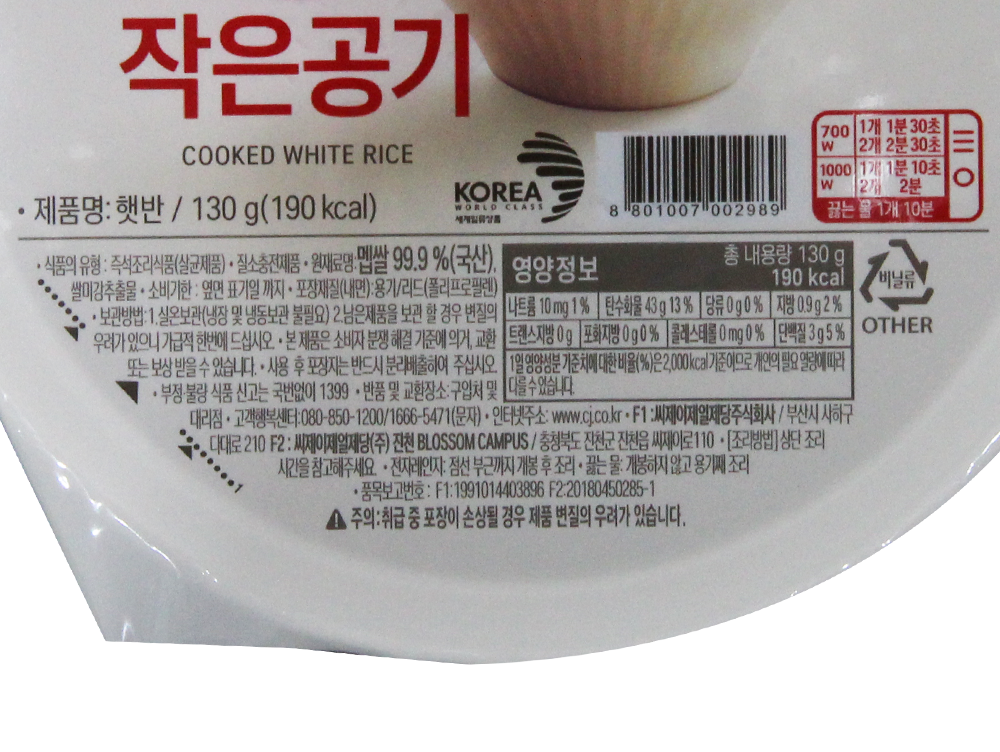 작은공기
COOKED WHITE RICE
KOREA
WORLD CLASS
세계일류상품
8 801007 002989
700 W 1개 1분 30초
2개 2분 30초
1000 W 1개 1분 10초
2개 2분
끓는 물 1개 10분
• 제품명: 햇반 / 130 g(190 kcal)
• 식품의 유형 : 즉석조리식품(살균제품) • 질소충전제품 • 원재료명: 멥쌀 99.9 %(국산),
쌀미강추출물 • 소비기한 : 옆면 표기일 까지 • 포장재질(내면):용기/리드(폴리프로필렌)
• 보관방법: 1.실온보관(냉장 및 냉동보관 불필요) 2.남은제품을 보관 할 경우 변질의
우려가 있으니 가급적 한번에 드십시오. • 본 제품은 소비자 분쟁 해결 기준에 의거, 교환
또는 보상 받을 수 있습니다. • 사용 후 포장지는 반드시 분리배출하여 주십시오.
• 부정·불량 식품 신고는 국번없이 1399 • 반품 및 교환장소: 구입처 및
대리점 • 고객행복센터:080-850-1200/1666-5471(문자) • 인터넷주소: www.cj.co.kr • F1 :씨제이제일제당주식회사 / 부산시 사하구
다대로 210 F2 : 씨제이제일제당(주) 진천 BLOSSOM CAMPUS / 충청북도 진천군 진천읍 씨제이로110 • [조리방법] 상단 조리
시간을 참고해주세요. • 전자레인지: 점선 부근까지 개봉 후 조리 • 끓는 물: 개봉하지 않고 용기째 조리
• 품목보고번호 : F1:1991014403896 F2:20180450285-1
주의:취급 중 포장이 손상될 경우 제품 변질의 우려가 있습니다.
1
영양정보 총 내용량 130 g
190 kcal
나트륨 10 mg 1 % 탄수화물 43 g 13 % 당류 0 g 0 % 지방 0.9 g 2 %
트랜스지방 0 g 포화지방 0 g 0 % 콜레스테롤 0 mg 0 % 단백질 3 g 5 %
1일 영양성분 기준치에 대한 비율(%)은 2,000 kcal 기준이므로 개인의 필요 열량에 따라
다를 수 있습니다.
비닐류
OTHER